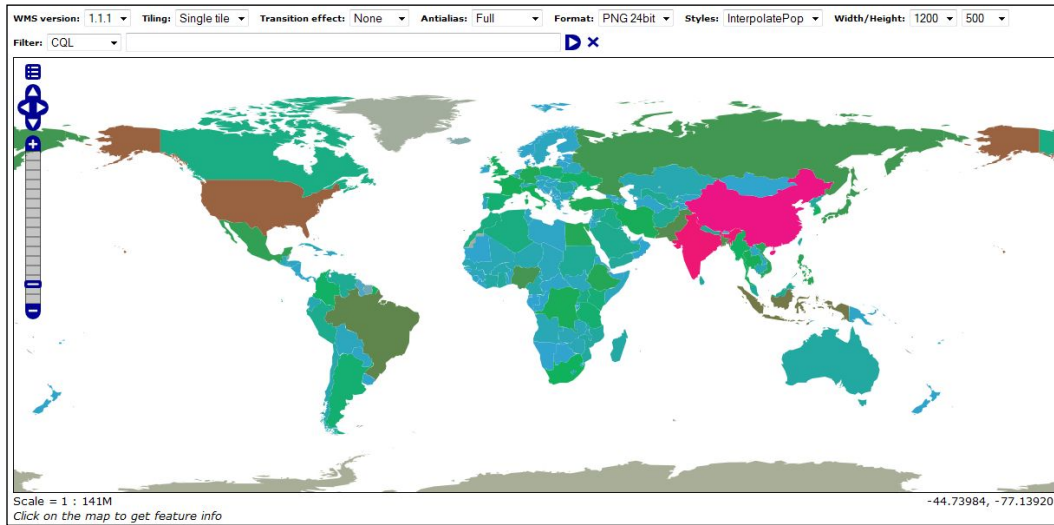 WMS version: 1.1.1 Tiling: Single tile Transition effect: None Antialias: Full Format: PNG 24bit Styles: InterpolatePop Width/Height: 1200 500
Filter: CQL
Scale = 1 : 141M -44.73984, -77.13920
Click on the map to get feature info